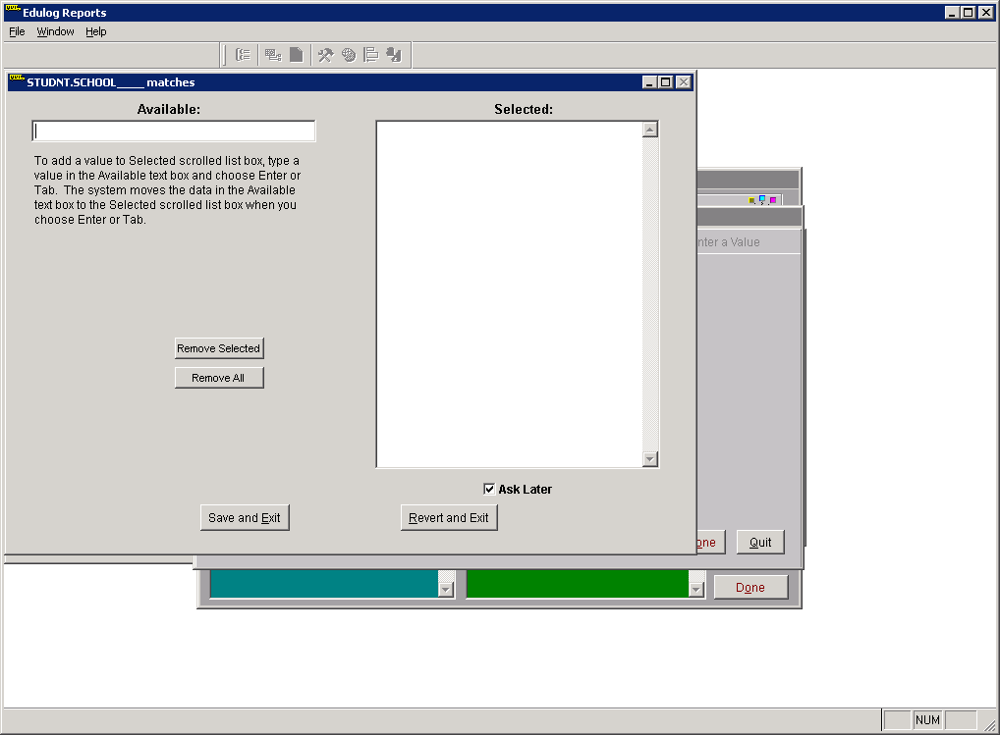 Edulog Reports
File Window Help
STUDNT.SCHOOL____ matches
Available:
Selected:
To add a value to Selected scrolled list box, type a
value in the Available text box and choose Enter or
Tab. The system moves the data in the Available
text box to the Selected scrolled list box when you
choose Enter or Tab.
nter a Value
Remove Selected
Remove All
Ask Later
Save and Exit
Revert and Exit
one
Quit
Done
NUM